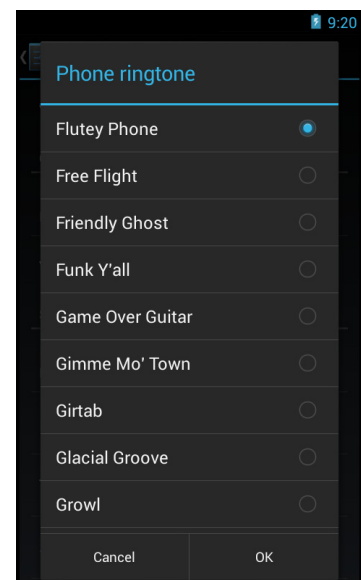 9:20
Phone ringtone
Flutey Phone
Free Flight
Friendly Ghost
Funk Y'all
Game Over Guitar
Gimme Mo' Town
Girtab
Glacial Groove
Growl
Cancel OK